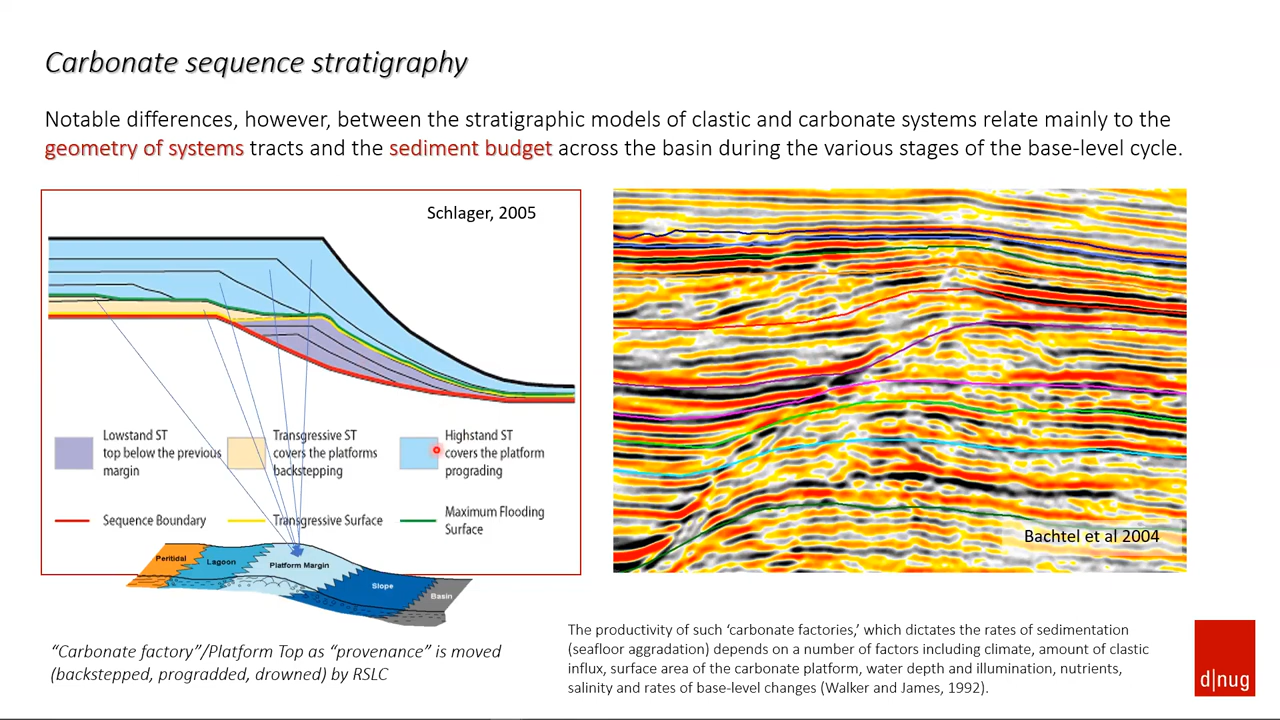 Carbonate sequence stratigraphy
Notable differences, however, between the stratigraphic models of clastic and carbonate systems relate mainly to the
geometry of systems tracts and the sediment budget across the basin during the various stages of the base-level cycle.
Schlager, 2005
Lowstand ST
top below the previous
margin
Transgressive ST
covers the platforms
backstepping
Highstand ST
covers the platform
prograding
Sequence Boundary
Transgressive Surface
Maximum Flooding
Surface
Peritidal
Lagoon
Platform Margin
Slope
Basin
“Carbonate factory”/Platform Top as “provenance” is moved
(backstepped, progradded, drowned) by RSLC
Bachtel et al 2004
The productivity of such ‘carbonate factories,’ which dictates the rates of sedimentation
(seafloor aggradation) depends on a number of factors including climate, amount of clastic
influx, surface area of the carbonate platform, water depth and illumination, nutrients,
salinity and rates of base-level changes (Walker and James, 1992).
d|nug